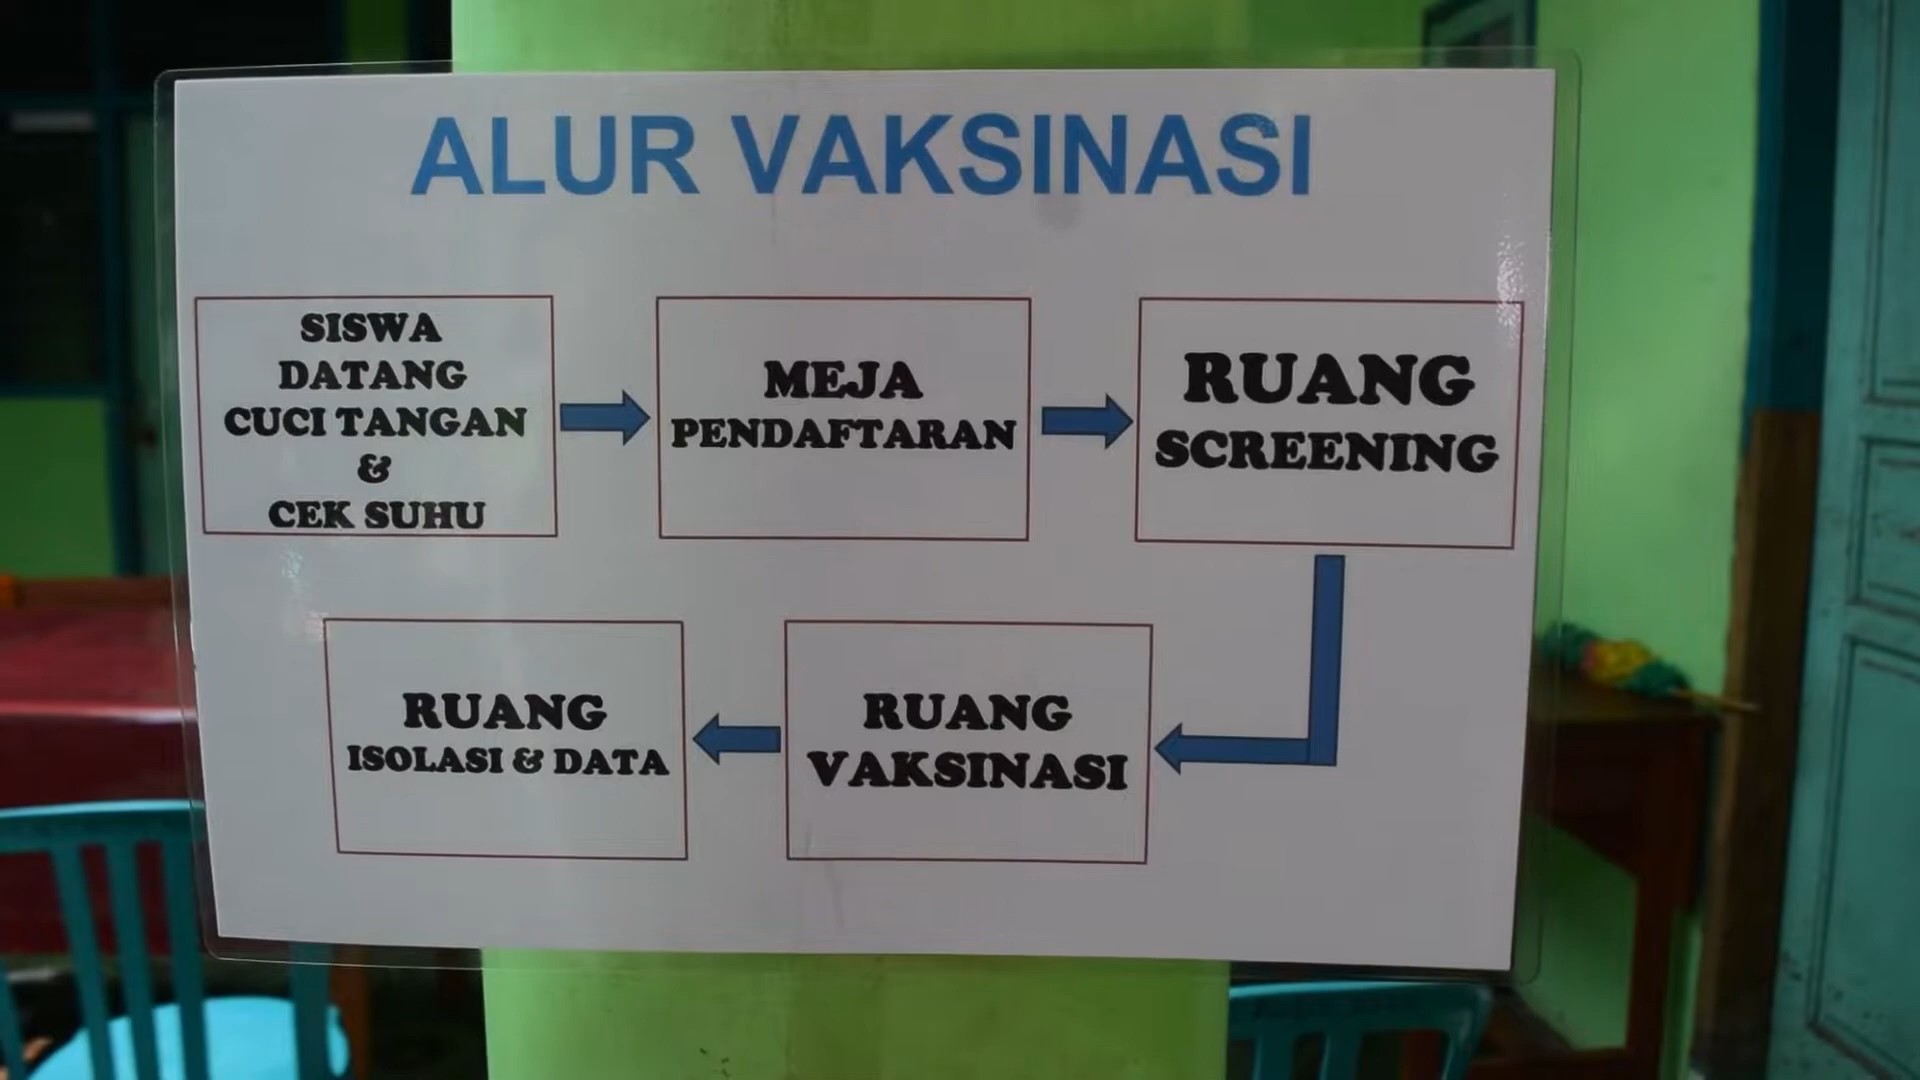 ALUR VAKSINASI
SISWA
DATANG
CUCI TANGAN
&
CEK SUHU
MEJA
PENDAFTARAN
RUANG
SCREENING
RUANG
VAKSINASI
RUANG
ISOLASI & DATA